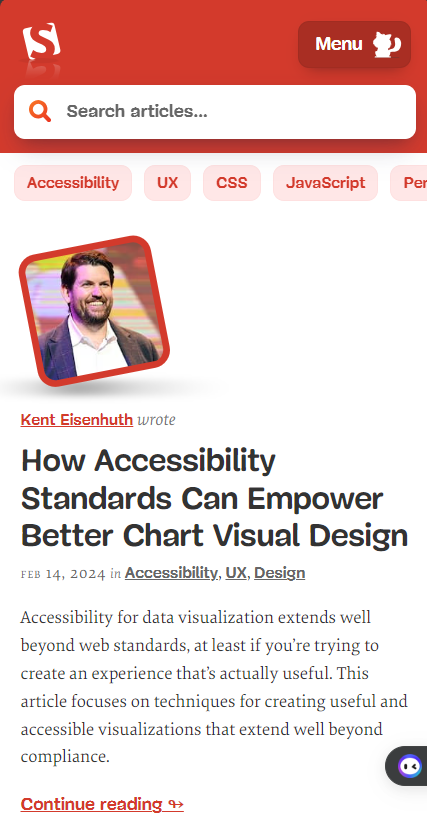 Menu
Search articles...
Accessibility UX CSS JavaScript Per
Kent Eisenhuth wrote
How Accessibility
Standards Can Empower
Better Chart Visual Design
FEB 14, 2024 in Accessibility, UX, Design
Accessibility for data visualization extends well
beyond web standards, at least if you’re trying to
create an experience that’s actually useful. This
article focuses on techniques for creating useful and
accessible visualizations that extend well beyond
compliance.
Continue reading ↬